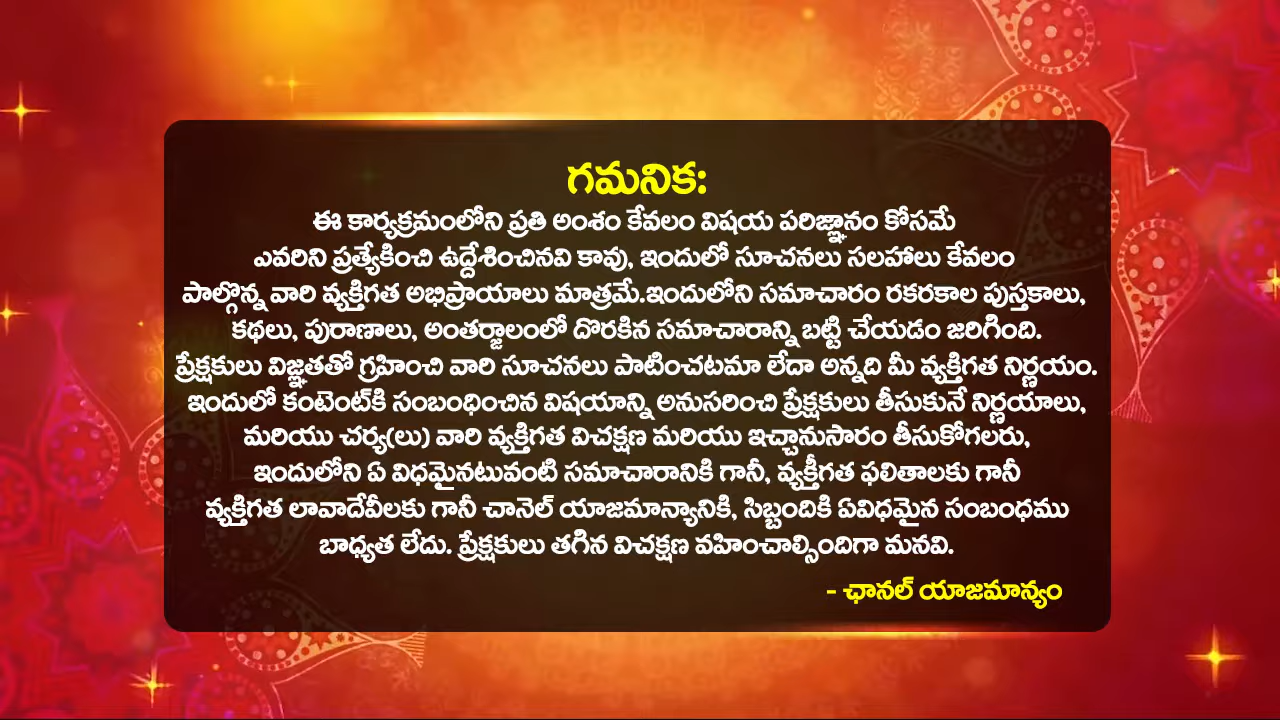 గమనిక:
ఈ కార్యక్రమంలోని ప్రతి అంశం కేవలం విషయ పరిజ్ఞానం కోసమే
ఎవరిని ప్రత్యేకించి ఉద్దేశించినవి కావు, ఇందులో సూచనలు సలహాలు కేవలం
పాల్గొన్న వారి వ్యక్తిగత అభిప్రాయాలు మాత్రమే.ఇందులోని సమాచారం రకరకాల పుస్తకాలు,
కథలు, పురాణాలు, అంతర్జాలంలో దొరకిన సమాచారాన్ని బట్టి చేయడం జరిగింది.
ప్రేక్షకులు విజ్ఞతతో గ్రహించి వారి సూచనలు పాటించటమా లేదా అన్నది మీ వ్యక్తిగత నిర్ణయం.
ఇందులో కంటెంట్‌కి సంబంధించిన విషయాన్ని అనుసరించి ప్రేక్షకులు తీసుకునే నిర్ణయాలు,
మరియు చర్య(లు) వారి వ్యక్తిగత విచక్షణ మరియు ఇచ్చానుసారం తీసుకోగలరు,
ఇందులోని ఏ విధమైనటువంటి సమాచారానికి గానీ, వ్యక్తీగత ఫలితాలకు గానీ
వ్యక్తిగత లావాదేవీలకు గానీ చానెల్ యాజమాన్యానికి, సిబ్బందికి ఏవిధమైన సంబంధము
బాధ్యత లేదు. ప్రేక్షకులు తగిన విచక్షణ వహించాల్సిందిగా మనవి.
- ఛానల్ యాజమాన్యం